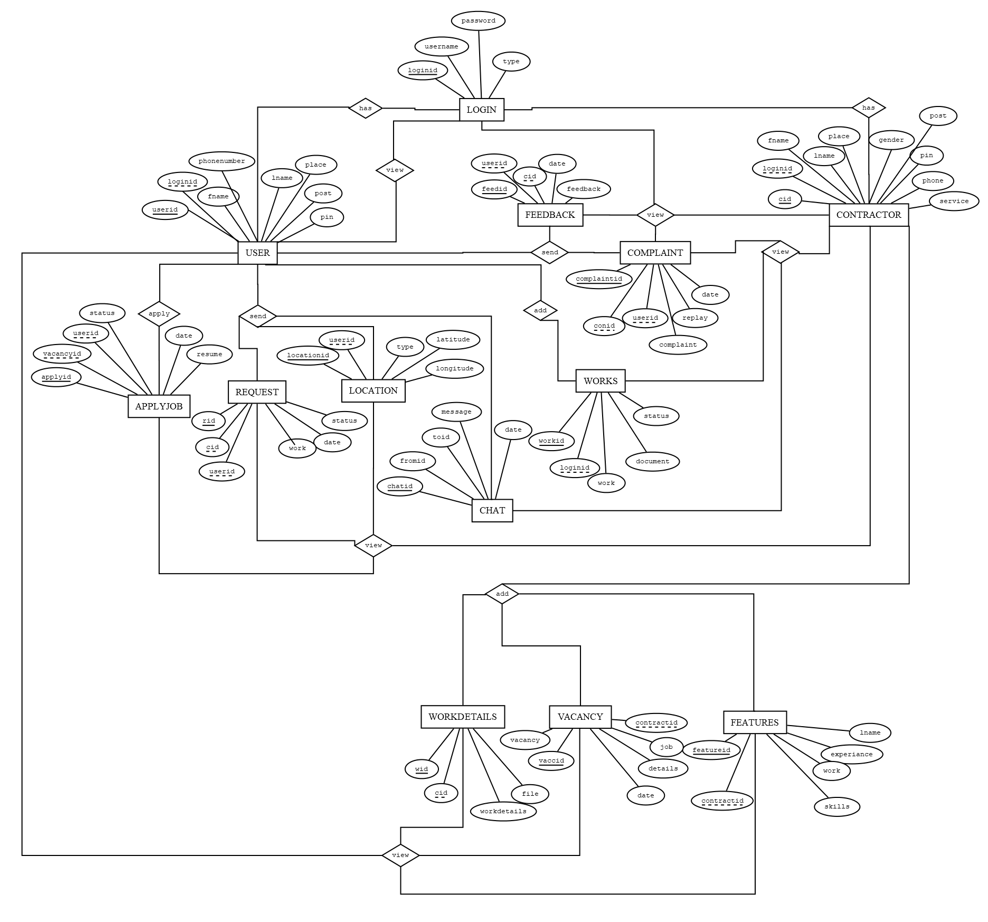 password
username
type
loginid
has
LOGIN
has
post
place
fname
gender
lname
pin
phonenumber
place
userid
date
view
loginid
cid
lname
phone
loginid
feedid
feedback
fname
post
cid
service
userid
pin
FEEDBACK
view
CONTRACTOR
USER
send
COMPLAINT
view
complaintid
date
status
apply
send
add
userid
replay
conid
date
userid
latitude
type
complaint
vacancyid
resume
locationid
longitude
applyid
REQUEST
LOCATION
WORKS
APPLYJOB
message
status
status
rid
date
toid
workid
cid
work
date
fromid
document
userid
loginid
chatid
work
CHAT
view
add
WORKDETAILS
VACANCY
contractid
FEATURES
lname
vacancy
job
featureid
experiance
vaccid
wid
details
work
cid
file
date
contractid
workdetails
skills
view